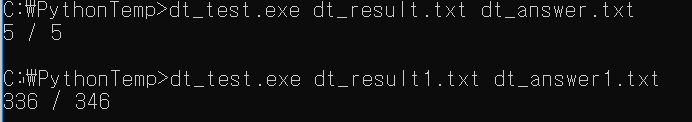 C:₩PythonTemp>dt_test.exe dt_result.txt dt_answer.txt
5 / 5
C:₩PythonTemp>dt_test.exe dt_result1.txt dt_answer1.txt
336 / 346